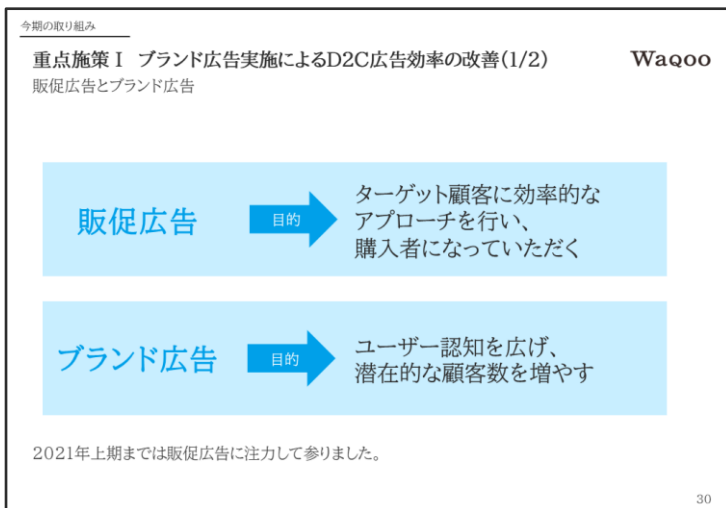 今期の取り組み
重点施策Ⅰ ブランド広告実施によるD2C広告効率の改善(1/2)
Waqoo
販促広告とブランド広告
販促広告
目的
ターゲット顧客に効率的な
アプローチを行い、
購入者になっていただく
ブランド広告
目的
ユーザー認知を広げ、
潜在的な顧客数を増やす
2021年上期までは販促広告に注力して参りました。
30